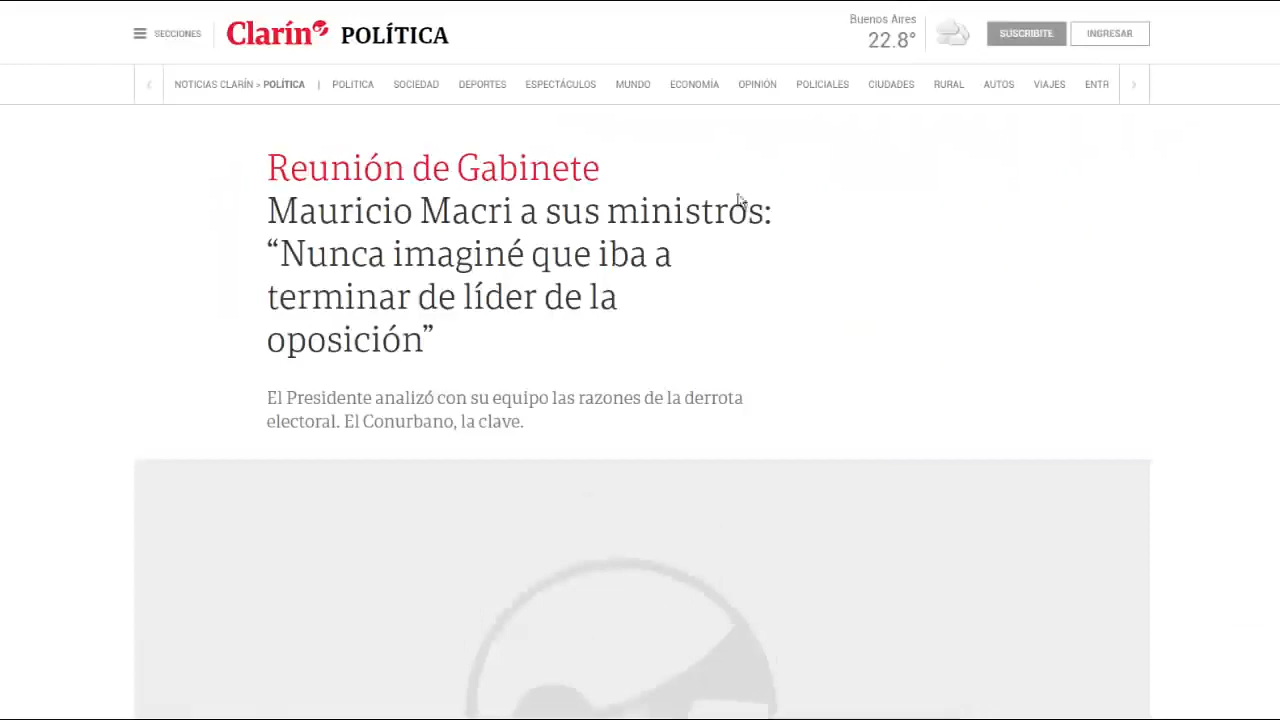 SECCIONES
Clarín POLÍTICA
Buenos Aires
22.8°
SUSCRIBITE
INGRESAR
NOTICIAS CLARÍN > POLÍTICA | POLITICA SOCIEDAD DEPORTES ESPECTÁCULOS MUNDO ECONOMÍA OPINIÓN POLICIALES CIUDADES RURAL AUTOS VIAJES ENTR
Reunión de Gabinete
Mauricio Macri a sus ministros:
“Nunca imaginé que iba a
terminar de líder de la
oposición”
El Presidente analizó con su equipo las razones de la derrota
electoral. El Conurbano, la clave.